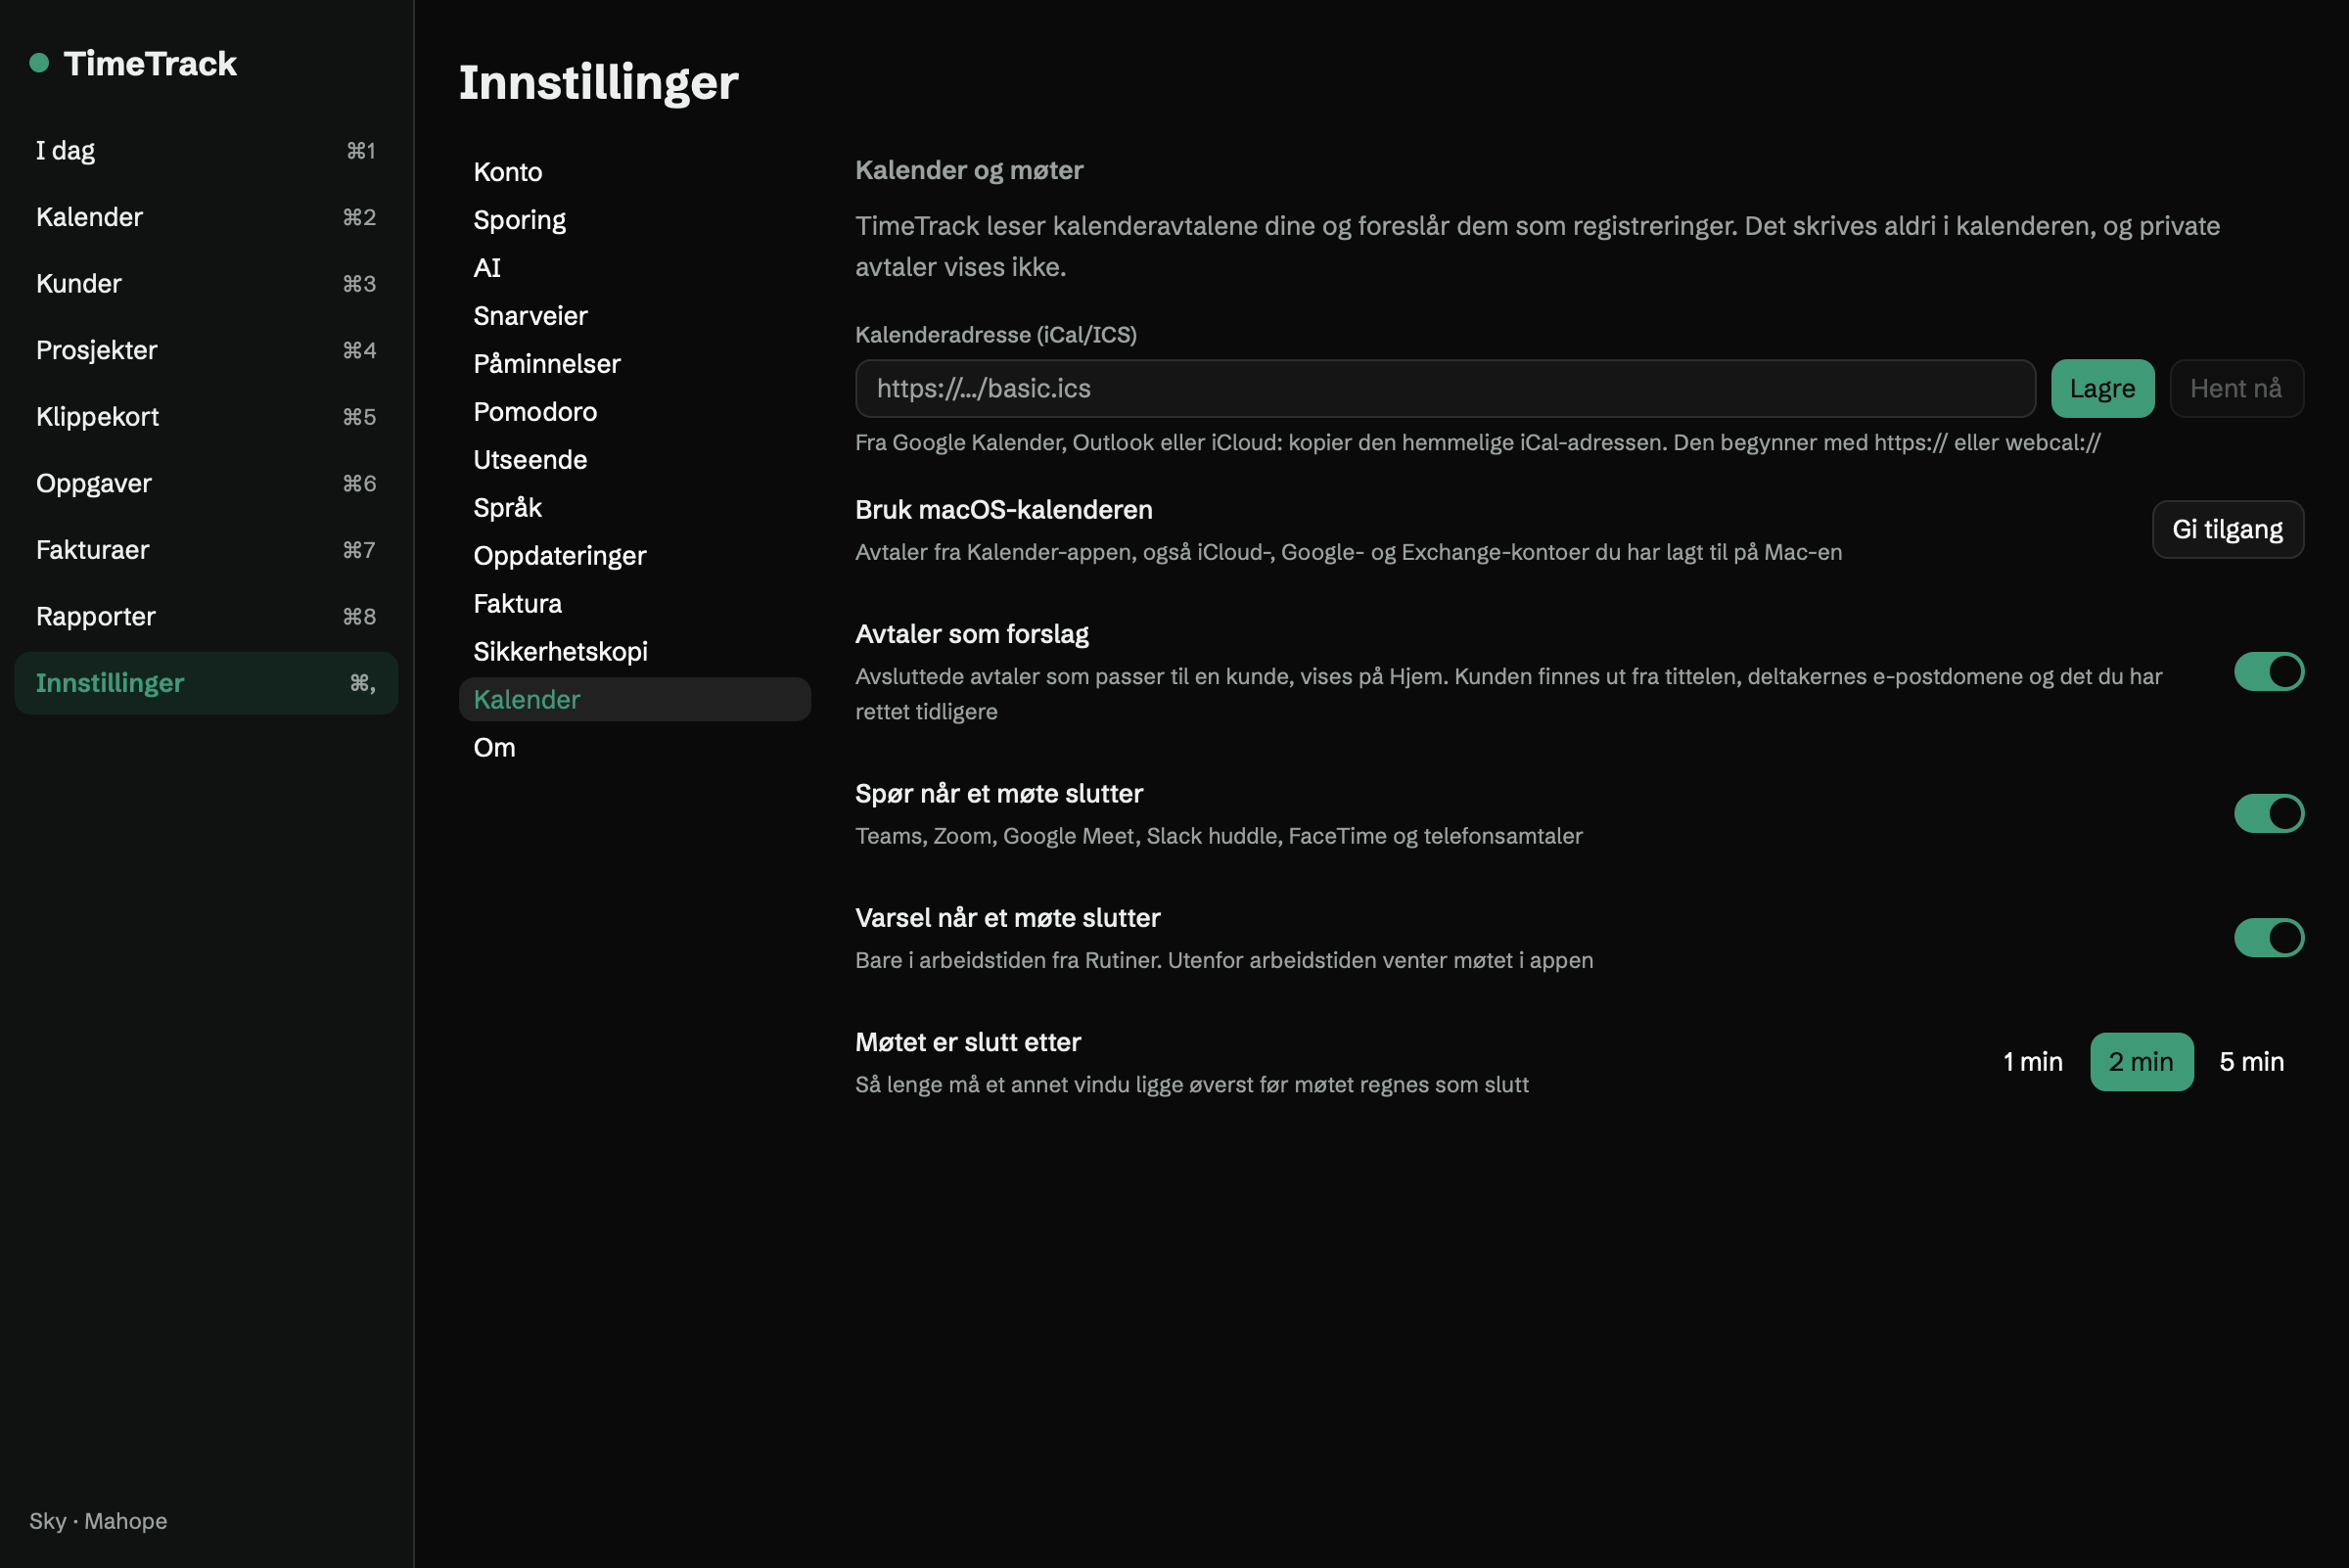 TimeTrack
I dag ⌘1
Kalender ⌘2
Kunder ⌘3
Prosjekter ⌘4
Klippekort ⌘5
Oppgaver ⌘6
Fakturaer ⌘7
Rapporter ⌘8
Innstillinger ⌘,
Sky · Mahope
Innstillinger
Konto
Sporing
AI
Snarveier
Påminnelser
Pomodoro
Utseende
Språk
Oppdateringer
Faktura
Sikkerhetskopi
Kalender
Om
Kalender og møter
TimeTrack leser kalenderavtalene dine og foreslår dem som registreringer. Det skrives aldri i kalenderen, og private
avtaler vises ikke.
Kalenderadresse (iCal/ICS)
https://.../basic.ics Lagre Hent nå
Fra Google Kalender, Outlook eller iCloud: kopier den hemmelige iCal-adressen. Den begynner med https:// eller webcal://
Bruk macOS-kalenderen
Avtaler fra Kalender-appen, også iCloud-, Google- og Exchange-kontoer du har lagt til på Mac-en
Gi tilgang
Avtaler som forslag
Avsluttede avtaler som passer til en kunde, vises på Hjem. Kunden finnes ut fra tittelen, deltakernes e-postdomene og det du har
rettet tidligere
Spør når et møte slutter
Teams, Zoom, Google Meet, Slack huddle, FaceTime og telefonsamtaler
Varsel når et møte slutter
Bare i arbeidstiden fra Rutiner. Utenfor arbeidstiden venter møtet i appen
Møtet er slutt etter
Så lenge må et annet vindu ligge øverst før møtet regnes som slutt
1 min 2 min 5 min